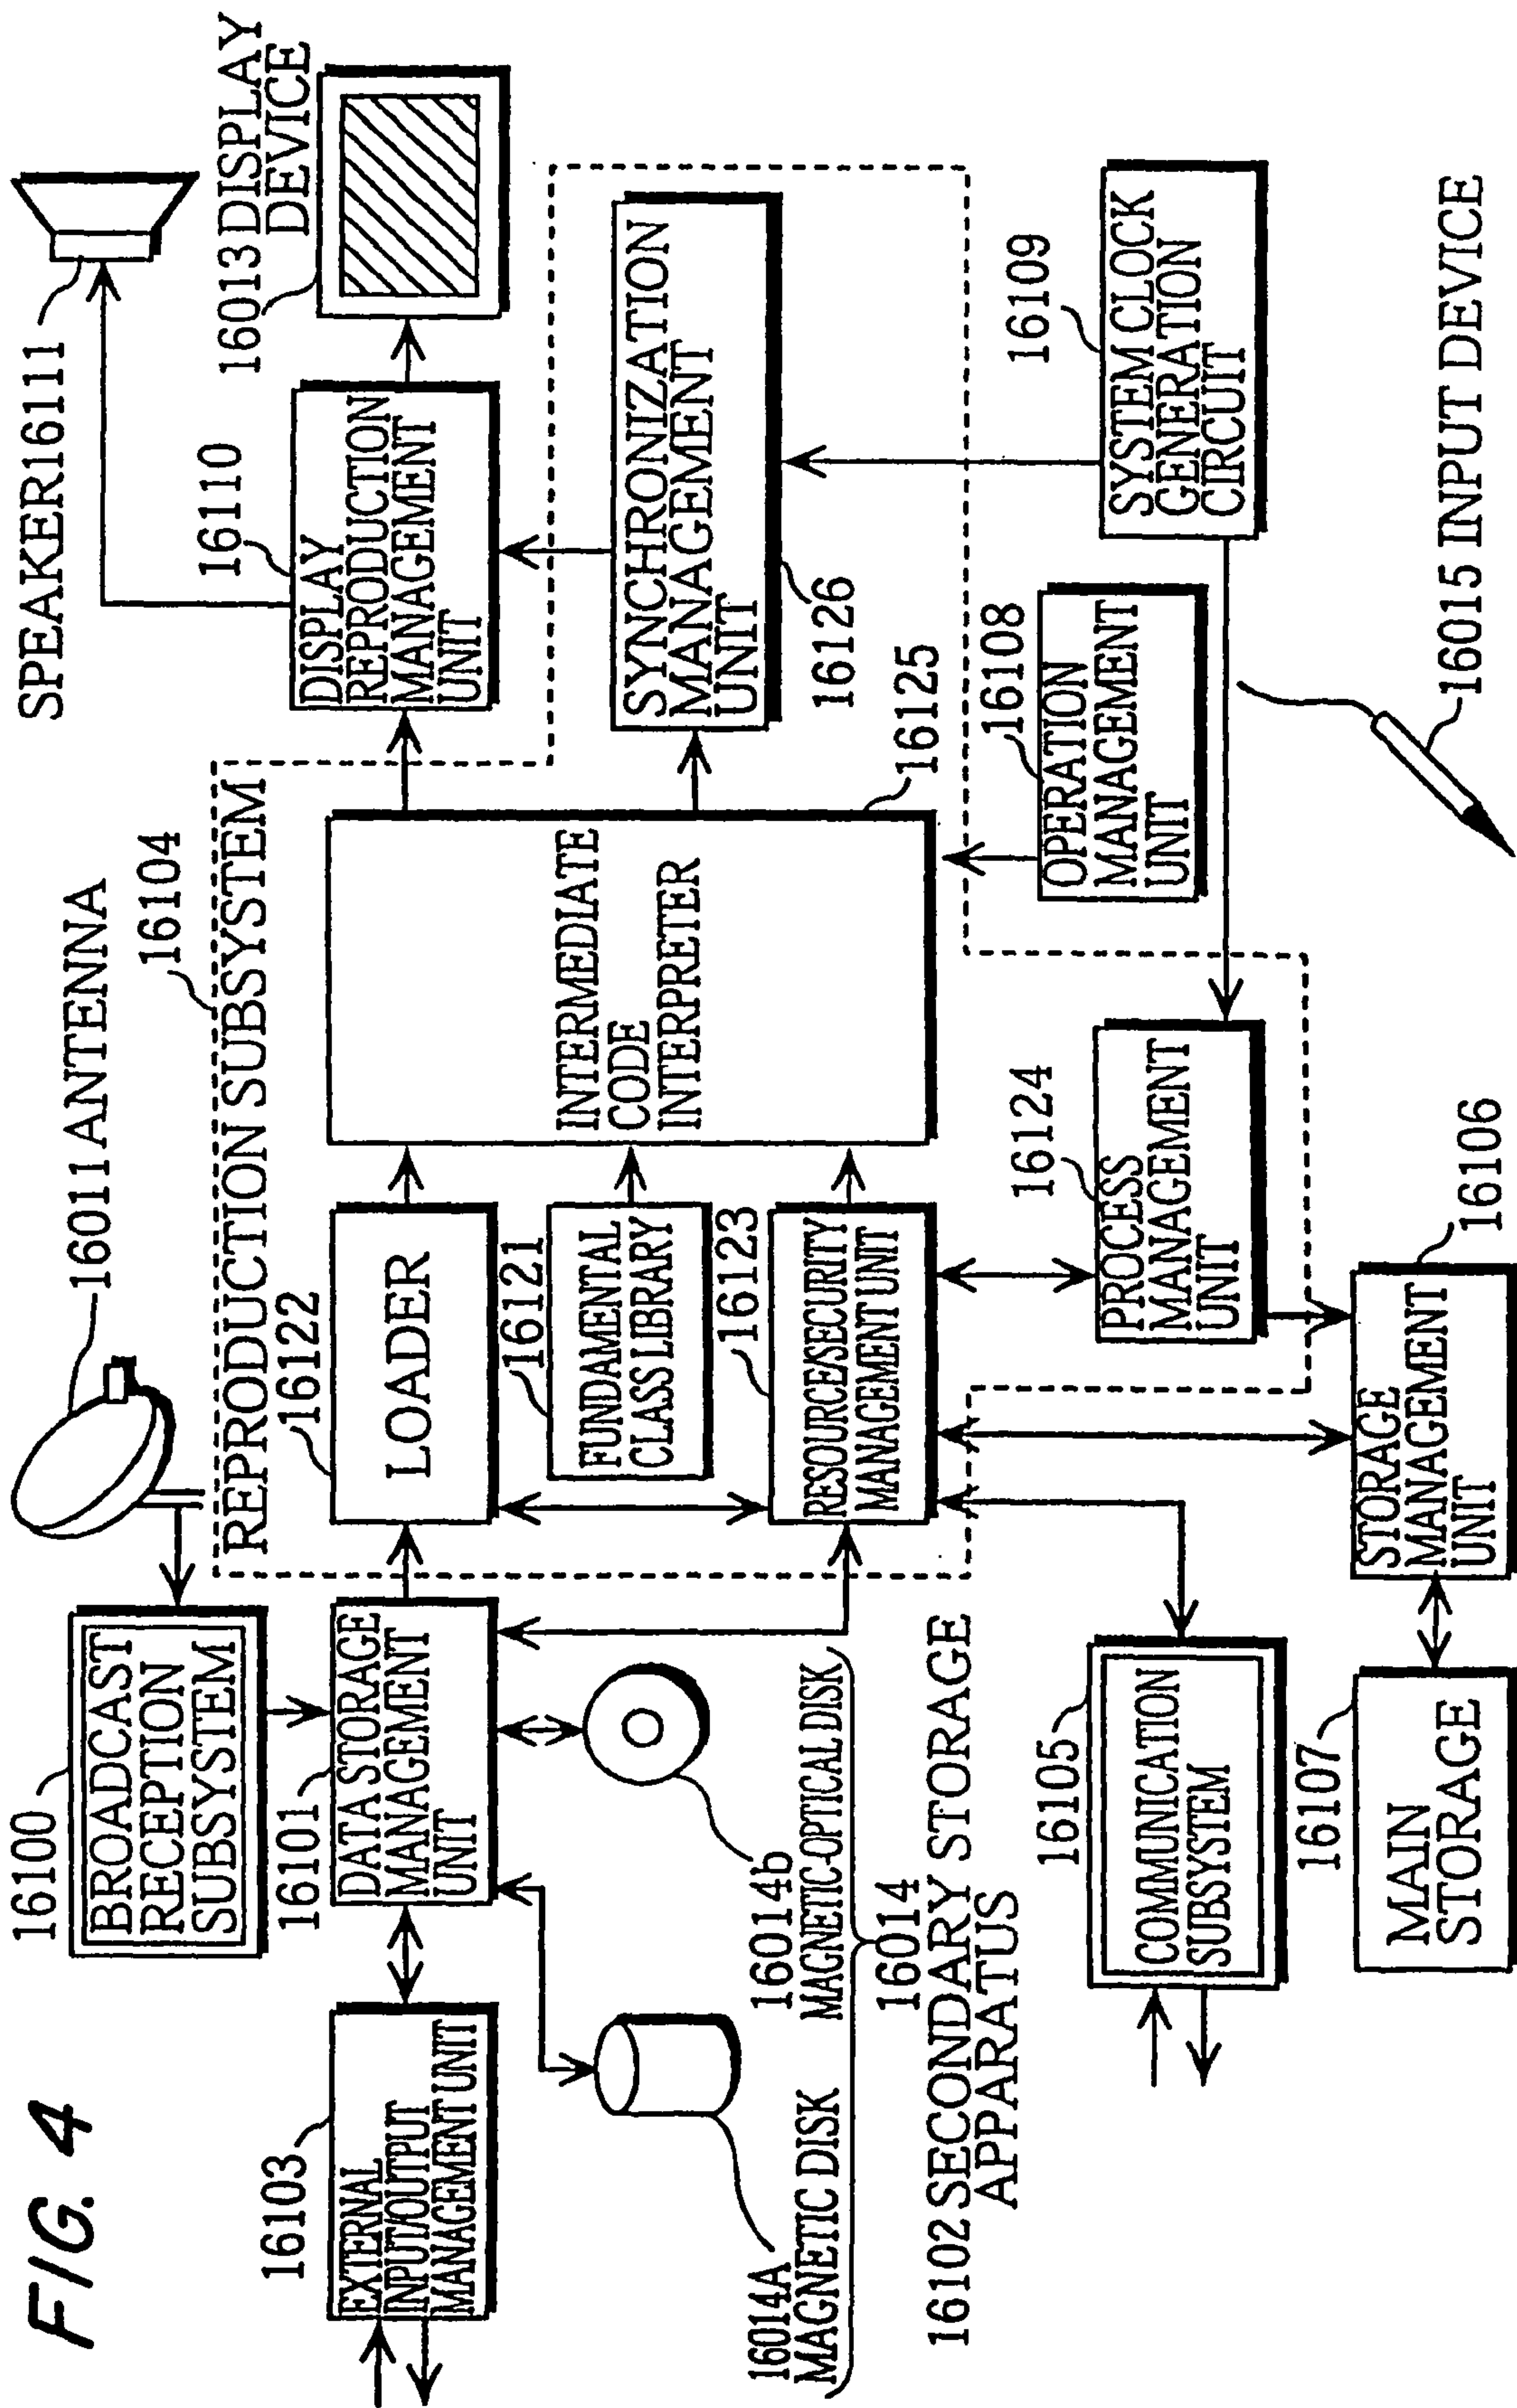 FIG. 4
16011 ANTENNA
SPEAKER 16111
16100
BROADCAST
RECEPTION
SUBSYSTEM
16104
REPRODUCTION SUBSYSTEM
16110
DISPLAY
REPRODUCTION
MANAGEMENT
UNIT
16013 DISPLAY
DEVICE
16103
EXTERNAL
INPUT/OUTPUT
MANAGEMENT UNIT
16101
DATA STORAGE
MANAGEMENT
UNIT
16122
LOADER
16121
FUNDAMENTAL
CLASS LIBRARY
16123
RESOURCE/SECURITY
MANAGEMENT UNIT
INTERMEDIATE
CODE
INTERPRETER
16125
SYNCHRONIZATION
MANAGEMENT
UNIT
16126
16014A
MAGNETIC DISK
16014b
MAGNETIC-OPTICAL DISK
16014
16102 SECONDARY STORAGE
APPARATUS
16108
OPERATION
MANAGEMENT
UNIT
16109
SYSTEM CLOCK
GENERATION
CIRCUIT
16124
PROCESS
MANAGEMENT
UNIT
16105
COMMUNICATION
SUBSYSTEM
16107
MAIN
STORAGE
16106
STORAGE
MANAGEMENT
UNIT
16015 INPUT DEVICE